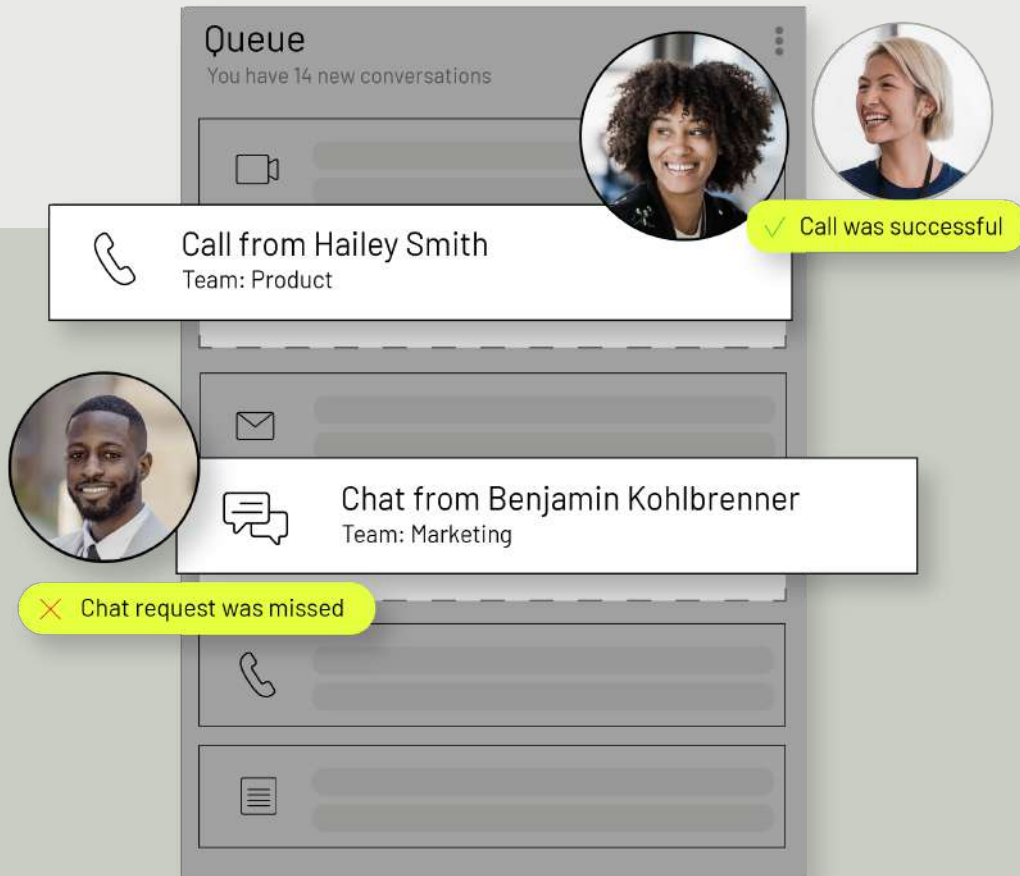 Queue
You have 14 new conversations
Call from Hailey Smith
Team: Product
Call was successful
Chat from Benjamin Kohlbrenner
Team: Marketing
Chat request was missed